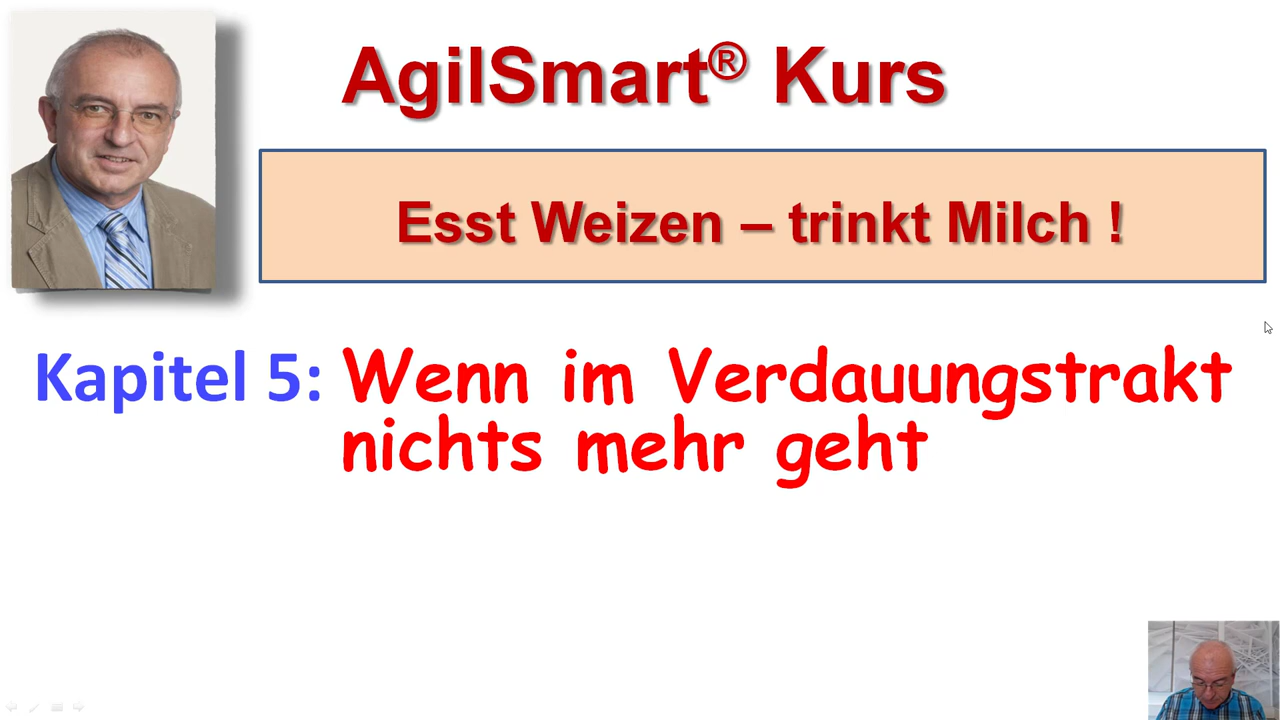 AgilSmart® Kurs
Esst Weizen – trinkt Milch !
Kapitel 5: Wenn im Verdauungstrakt
nichts mehr geht